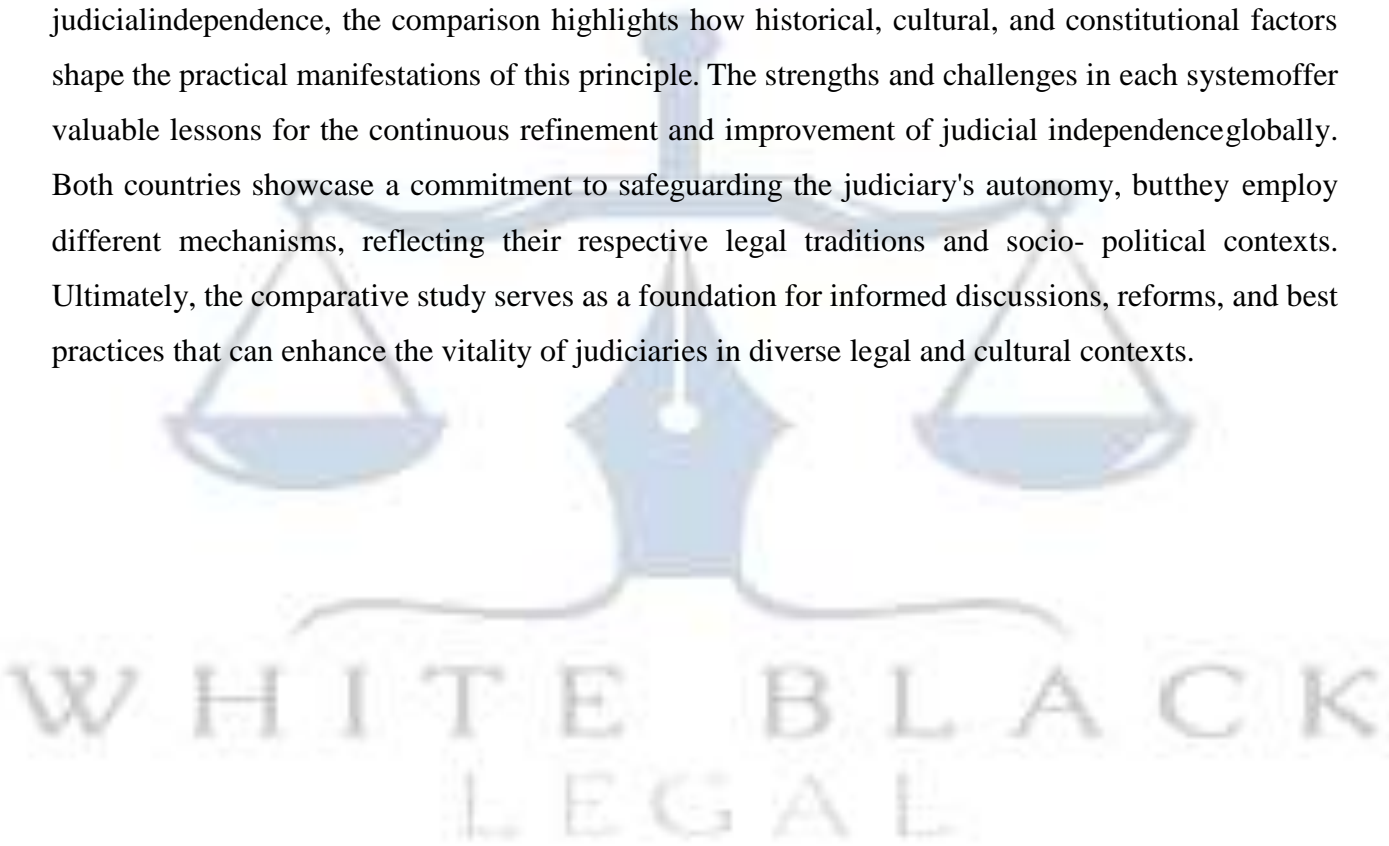 judicialindependence, the comparison highlights how historical, cultural, and constitutional factors
shape the practical manifestations of this principle. The strengths and challenges in each systemoffer
valuable lessons for the continuous refinement and improvement of judicial independenceglobally.
Both countries showcase a commitment to safeguarding the judiciary's autonomy, butthey employ
different mechanisms, reflecting their respective legal traditions and socio- political contexts.
Ultimately, the comparative study serves as a foundation for informed discussions, reforms, and best
practices that can enhance the vitality of judiciaries in diverse legal and cultural contexts.
WHITE BLACK
LEGAL